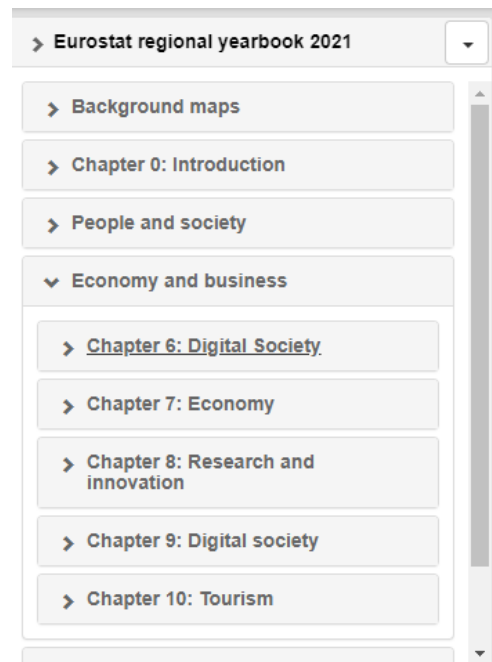 Eurostat regional yearbook 2021
Background maps
Chapter 0: Introduction
People and society
Economy and business
Chapter 6: Digital Society
Chapter 7: Economy
Chapter 8: Research and
innovation
Chapter 9: Digital society
Chapter 10: Tourism